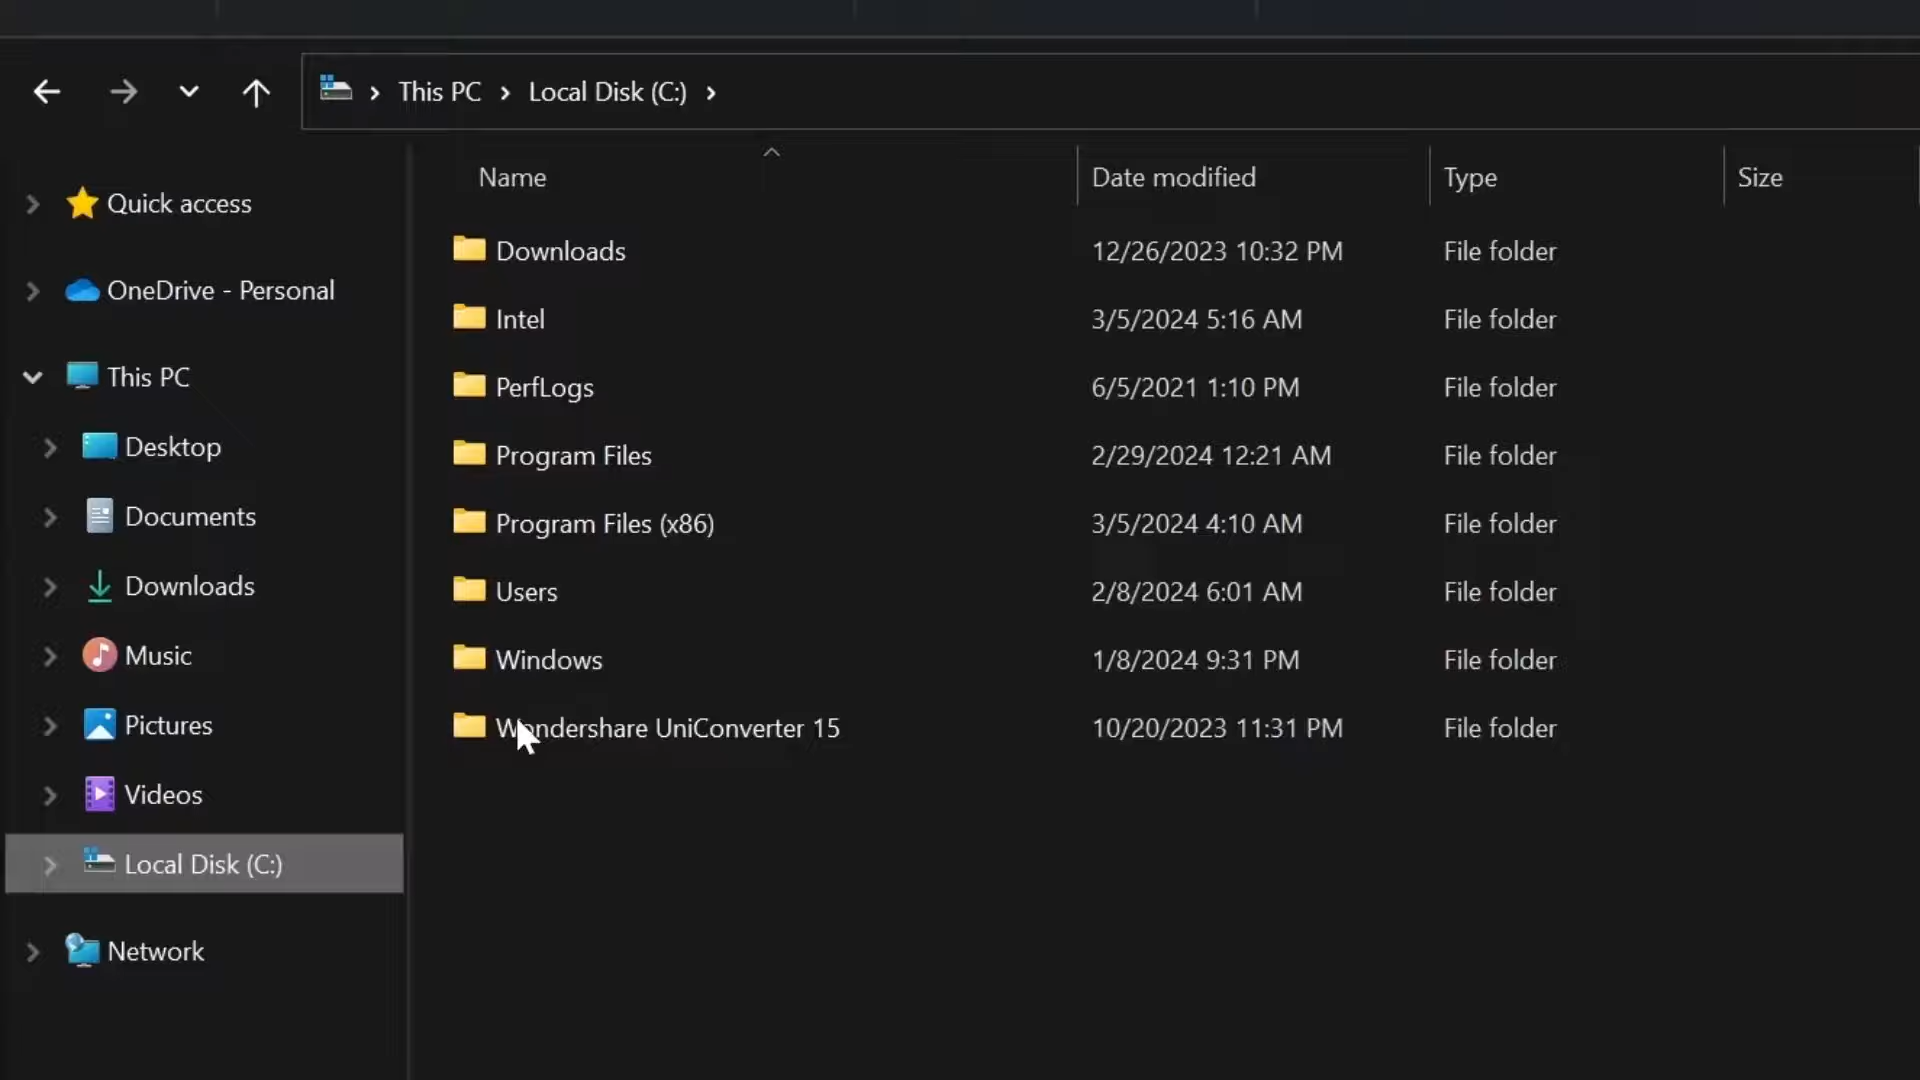 This PC > Local Disk (C:) >
Name Date modified Type Size
Quick access
OneDrive - Personal
This PC
Desktop
Documents
Downloads
Music
Pictures
Videos
Local Disk (C:)
Network
Downloads 12/26/2023 10:32 PM File folder
Intel 3/5/2024 5:16 AM File folder
PerfLogs 6/5/2021 1:10 PM File folder
Program Files 2/29/2024 12:21 AM File folder
Program Files (x86) 3/5/2024 4:10 AM File folder
Users 2/8/2024 6:01 AM File folder
Windows 1/8/2024 9:31 PM File folder
Wondershare UniConverter 15 10/20/2023 11:31 PM File folder